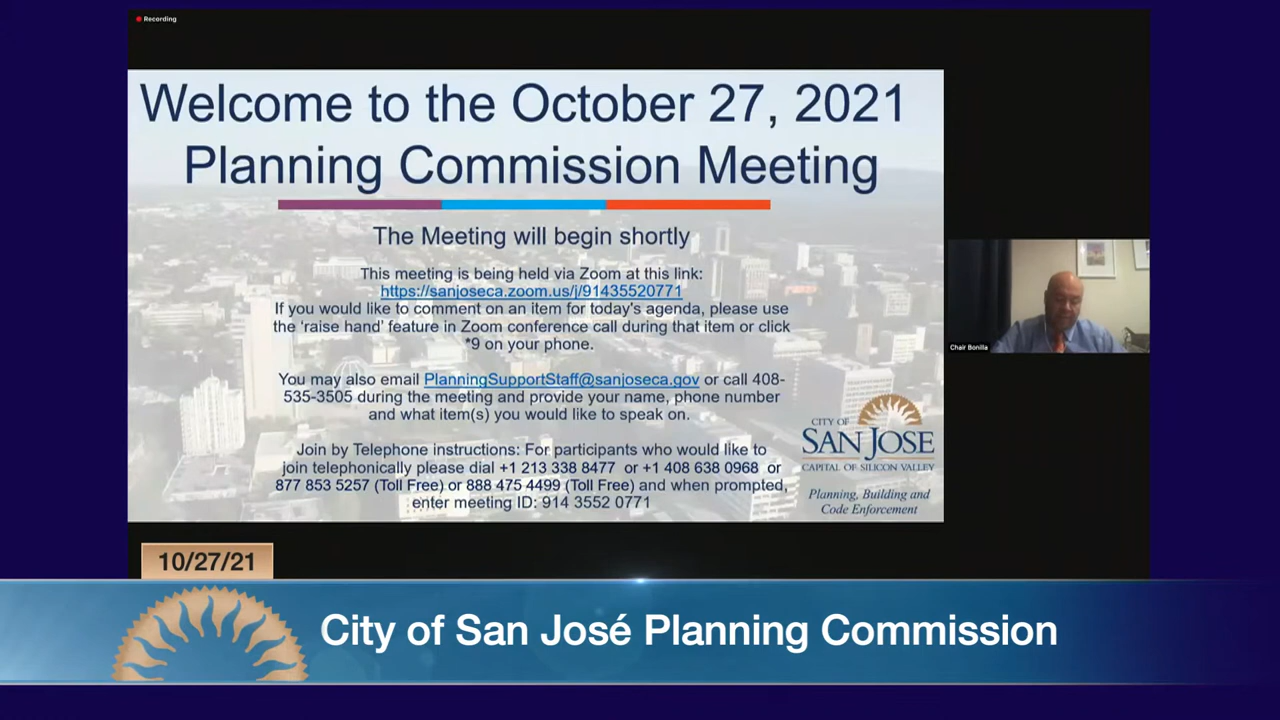 Recording
Welcome to the October 27, 2021
Planning Commission Meeting
The Meeting will begin shortly
This meeting is being held via Zoom at this link:
https://sanjoseca.zoom.us/j/91435520771
If you would like to comment on an item for today's agenda, please use
the 'raise hand' feature in Zoom conference call during that item or click
*9 on your phone.
You may also email PlanningSupportStaff@sanjoseca.gov or call 408-
535-3505 during the meeting and provide your name, phone number
and what item(s) you would like to speak on.
Join by Telephone instructions: For participants who would like to
join telephonically please dial +1 213 338 8477 or +1 408 638 0968 or
877 853 5257 (Toll Free) or 888 475 4499 (Toll Free) and when prompted,
enter meeting ID: 914 3552 0771
CITY OF
SAN JOSE
CAPITAL OF SILICON VALLEY
Planning, Building and
Code Enforcement
Chair Bonilla
10/27/21
City of San José Planning Commission